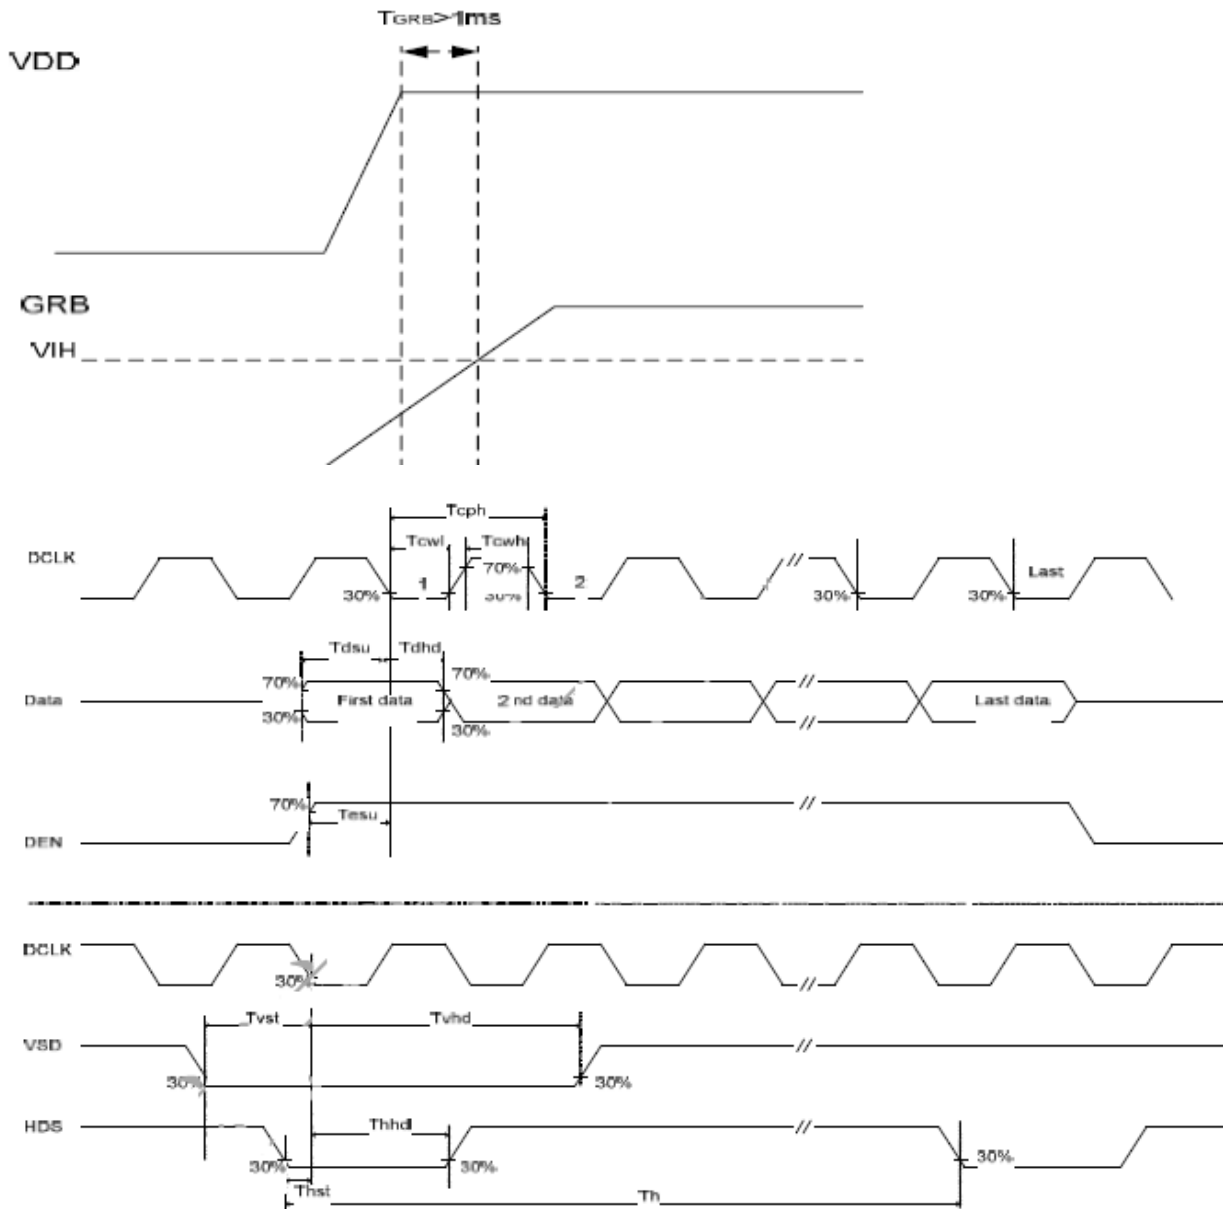 TGRB>1ms
VDD
GRB
VIH
Tcph
Tcwl Tcwh
DCLK
70%
1 2 Last
30% 30% 30% 30%
Tdsu Tdhd
70% 70%
Data First data 2 nd data Last data
30% 30%
70%
Tesu
DEN
DCLK
30%
Tvst Tvhd
VSD
30% 30%
HDS Thhd
30% 30% 30%
Thst Th